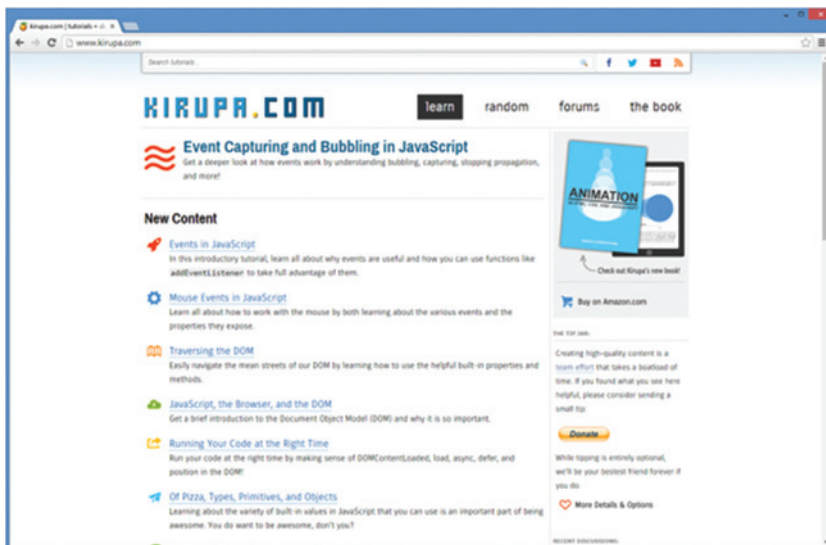 kirupa.com | tutorials +
www.kirupa.com
Search tutorials...
KIRUPA.COM
learn random forums the book
Event Capturing and Bubbling in JavaScript
Get a deeper look at how events work by understanding bubbling, capturing, stopping propagation,
and more!
New Content
Events in JavaScript
In this introductory tutorial, learn all about why events are useful and how you can use functions like
addEventListener to take full advantage of them.
Mouse Events in JavaScript
Learn all about how to work with the mouse by both learning about the various events and the
properties they expose.
Traversing the DOM
Easily navigate the mean streets of our DOM by learning how to use the helpful built-in properties and
methods.
JavaScript, the Browser, and the DOM
Get a brief introduction to the Document Object Model (DOM) and why it is so important.
Running Your Code at the Right Time
Run your code at the right time by making sense of DOMContentLoaded, load, async, defer, and
position in the DOM!
Of Pizza, Types, Primitives, and Objects
Learning about the variety of built-in values in JavaScript that you can use is an important part of being
awesome. You do want to be awesome, don't you?
ANIMATION
Check out Kirupa's new book!
Buy on Amazon.com
THE TIP JAR:
Creating high-quality content is a
team effort that takes a boatload of
time. If you found what you see here
helpful, please consider sending a
small tip:
Donate
While tipping is entirely optional,
we'll be your bestest friend forever if
you do.
More Details & Options
RECENT DISCUSSIONS: